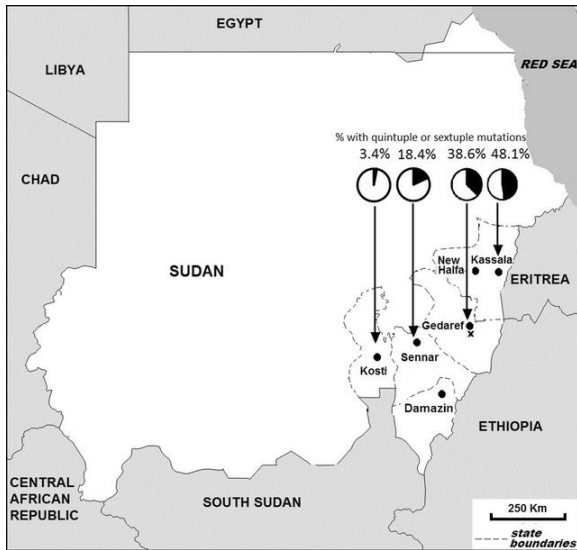 EGYPT
LIBYA
RED SEA
% with quintuple or sextuple mutations
3.4% 18.4% 38.6% 48.1%
CHAD
SUDAN
New Kassala
Halfa
ERITREA
Gedaref
x
Sennar
Kosti
Damazin
ETHIOPIA
CENTRAL
AFRICAN
REPUBLIC
SOUTH SUDAN
250 Km
state
boundaries